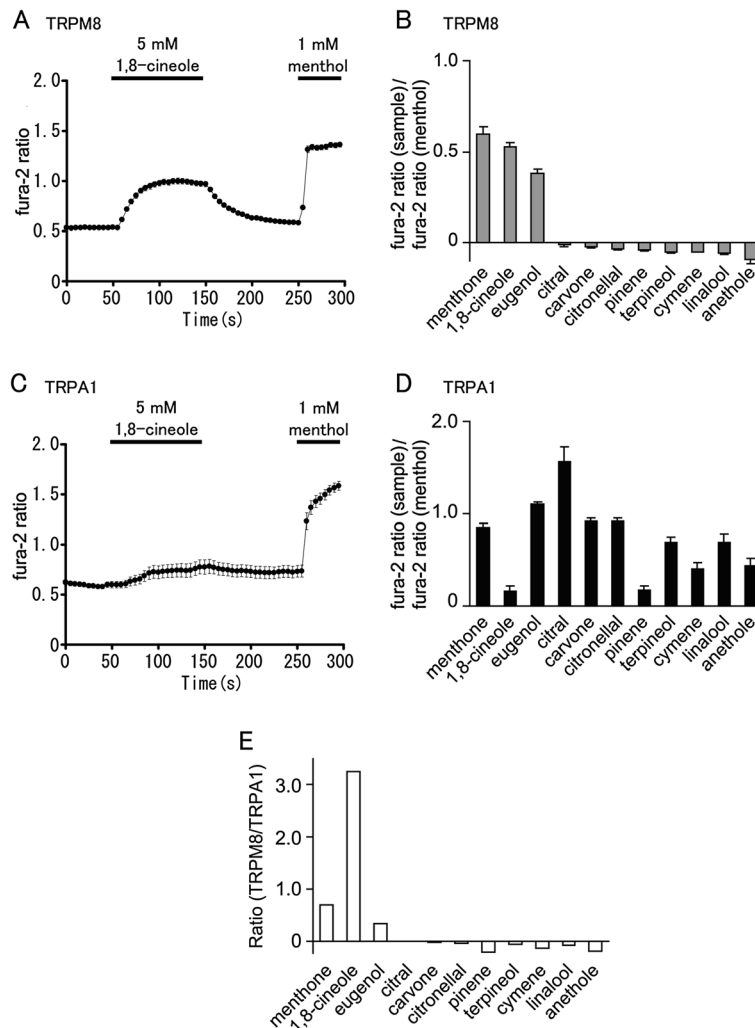 A TRPM8
5 mM
1,8-cineole
1 mM
menthol
fura-2 ratio
2.0
1.5
1.0
0.5
0
0 50 100 150 200 250 300
Time(s)
B TRPM8
fura-2 ratio (sample)/
fura-2 ratio (menthol)
1.0
0.5
0
menthone
1,8-cineole
eugenol
citral
carvone
citronellal
pinene
terpineol
cymene
linalool
anethole
C TRPA1
5 mM
1,8-cineole
1 mM
menthol
fura-2 ratio
2.0
1.5
1.0
0.5
0
0 50 100 150 200 250 300
Time(s)
D TRPA1
fura-2 ratio (sample)/
fura-2 ratio (menthol)
2.0
1.0
0
menthone
1,8-cineole
eugenol
citral
carvone
citronellal
pinene
terpineol
cymene
linalool
anethole
E
Ratio (TRPM8/TRPA1)
3.0
2.0
1.0
0
menthone
1,8-cineole
eugenol
citral
carvone
citronellal
pinene
terpineol
cymene
linalool
anethole